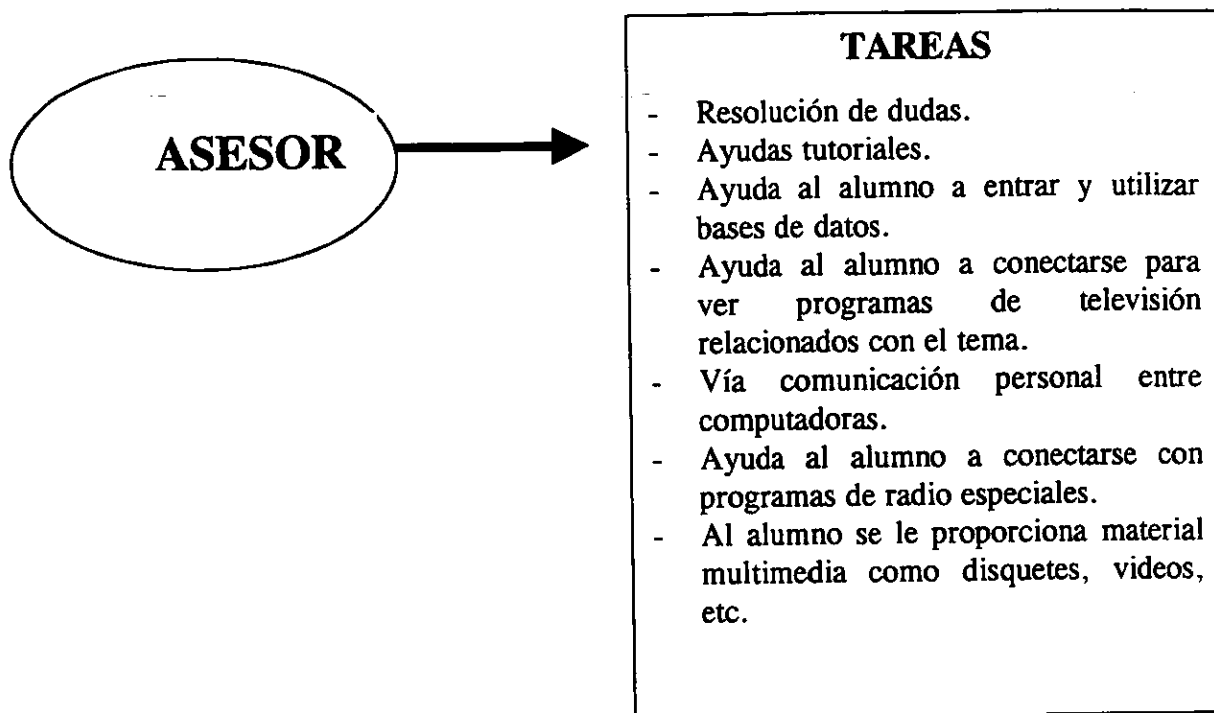 ASESOR
TAREAS
- Resolución de dudas.
- Ayudas tutoriales.
- Ayuda al alumno a entrar y utilizar
bases de datos.
- Ayuda al alumno a conectarse para
ver programas de televisión
relacionados con el tema.
- Vía comunicación personal entre
computadoras.
- Ayuda al alumno a conectarse con
programas de radio especiales.
- Al alumno se le proporciona material
multimedia como disquetes, videos,
etc.